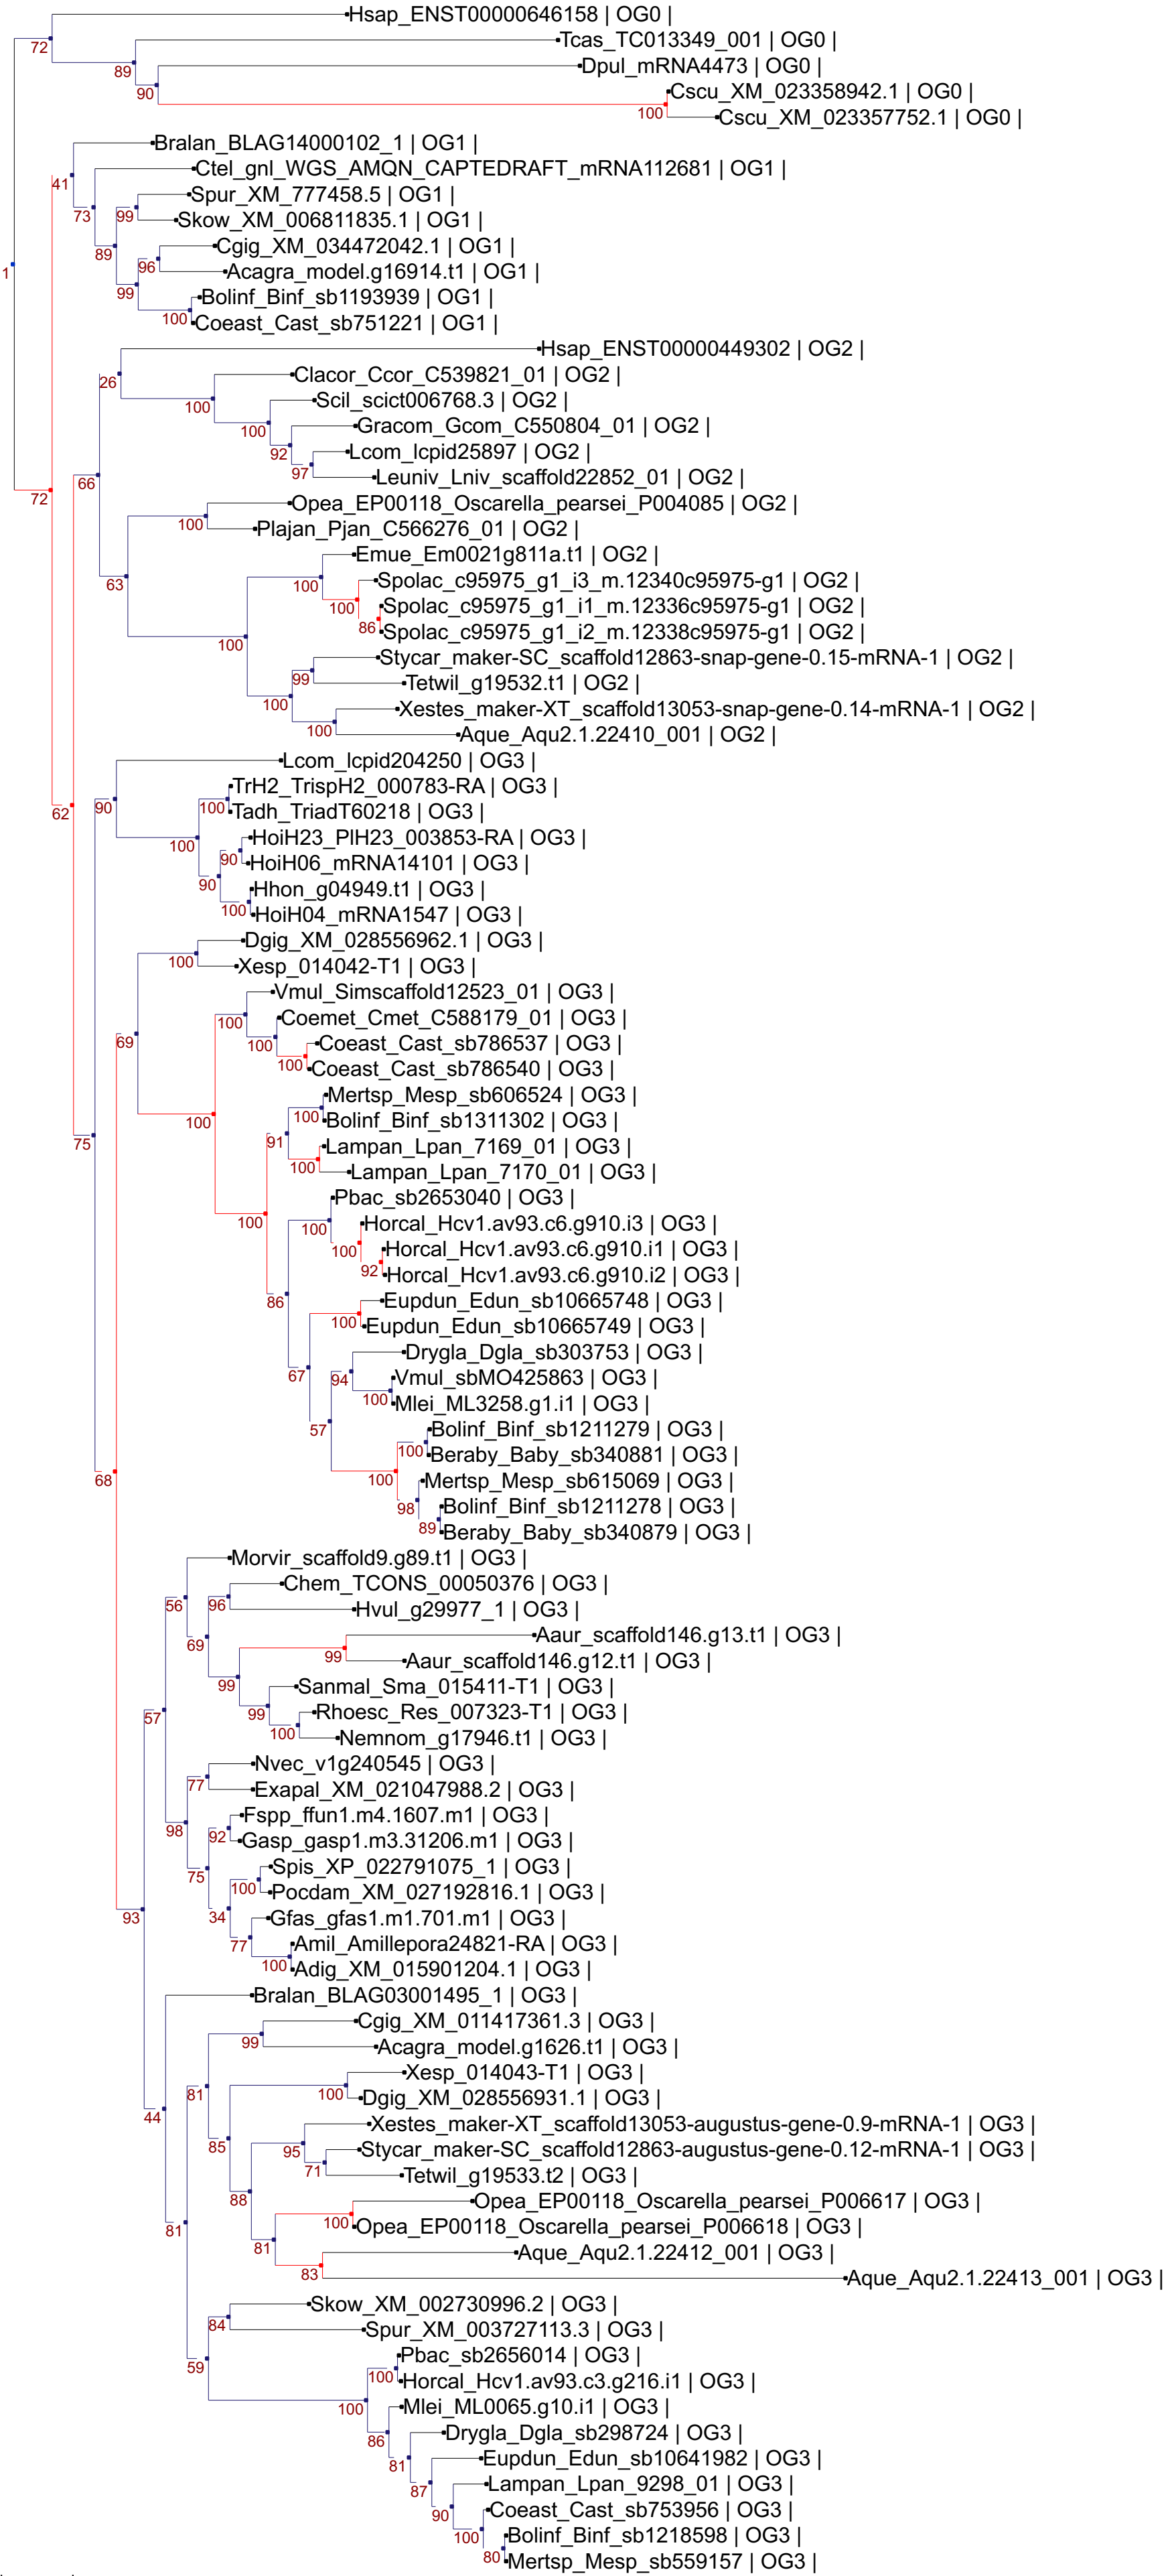 Hsap_ENST00000646158 | OG0 |
72
Tcas_TC013349_001 | OG0 |
89
Dpul_mRNA4473 | OG0 |
90
Cscu_XM_023358942.1 | OG0 |
100
Cscu_XM_023357752.1 | OG0 |
Bralan_BLAG14000102_1 | OG1 |
Ctel_gnl_WGS_AMQN_CAPTEDRAFT_mRNA112681 | OG1 |
41
Spur_XM_777458.5 | OG1 |
73
99
Skow_XM_006811835.1 | OG1 |
Cgig_XM_034472042.1 | OG1 |
89
96
1
Acagra_model.g16914.t1 | OG1 |
99
Bolinf_Binf_sb1193939 | OG1 |
100
Coeast_Cast_sb751221 | OG1 |
Hsap_ENST00000449302 | OG2 |
Clacor_Ccor_C539821_01 | OG2 |
26
Scil_scict006768.3 | OG2 |
100
Gracom_Gcom_C550804_01 | OG2 |
100
Lcom_lcpid25897 | OG2 |
92
97
Leuniv_Lniv_scaffold22852_01 | OG2 |
66
72
Opea_EP00118_Oscarella_pearsei_P004085 | OG2 |
100
Plajan_Pjan_C566276_01 | OG2 |
Emue_Em0021g811a.t1 | OG2 |
Spolac_c95975_g1_i3_m.12340c95975-g1 | OG2 |
63
100
Spolac_c95975_g1_i1_m.12336c95975-g1 | OG2 |
100
86
Spolac_c95975_g1_i2_m.12338c95975-g1 | OG2 |
100
Stycar_maker-SC_scaffold12863-snap-gene-0.15-mRNA-1 | OG2 |
99
Tetwil_g19532.t1 | OG2 |
100
Xestes_maker-XT_scaffold13053-snap-gene-0.14-mRNA-1 | OG2 |
100
Aque_Aqu2.1.22410_001 | OG2 |
Lcom_lcpid204250 | OG3 |
TrH2_TrispH2_000783-RA | OG3 |
90
100
62
Tadh_TriadT60218 | OG3 |
HoiH23_PlH23_003853-RA | OG3 |
100
90
HoiH06_mRNA14101 | OG3 |
90
Hhon_g04949.t1 | OG3 |
100
HoiH04_mRNA1547 | OG3 |
Dgig_XM_028556962.1 | OG3 |
100
Xesp_014042-T1 | OG3 |
Vmul_Simscaffold12523_01 | OG3 |
100
Coemet_Cmet_C588179_01 | OG3 |
69
100
Coeast_Cast_sb786537 | OG3 |
100
Coeast_Cast_sb786540 | OG3 |
Mertsp_Mesp_sb606524 | OG3 |
100
100
Bolinf_Binf_sb1311302 | OG3 |
75
91
Lampan_Lpan_7169_01 | OG3 |
100
Lampan_Lpan_7170_01 | OG3 |
Pbac_sb2653040 | OG3 |
100
100
Horcal_Hcv1.av93.c6.g910.i3 | OG3 |
100
Horcal_Hcv1.av93.c6.g910.i1 | OG3 |
92
Horcal_Hcv1.av93.c6.g910.i2 | OG3 |
86
Eupdun_Edun_sb10665748 | OG3 |
100
Eupdun_Edun_sb10665749 | OG3 |
Drygla_Dgla_sb303753 | OG3 |
67
94
Vmul_sbMO425863 | OG3 |
100
Mlei_ML3258.g1.i1 | OG3 |
57
Bolinf_Binf_sb1211279 | OG3 |
100
Beraby_Baby_sb340881 | OG3 |
68
100
Mertsp_Mesp_sb615069 | OG3 |
98
Bolinf_Binf_sb1211278 | OG3 |
89
Beraby_Baby_sb340879 | OG3 |
Morvir_scaffold9.g89.t1 | OG3 |
Chem_TCONS_00050376 | OG3 |
56
96
Hvul_g29977_1 | OG3 |
Aaur_scaffold146.g13.t1 | OG3 |
69
99
Aaur_scaffold146.g12.t1 | OG3 |
99
Sanmal_Sma_015411-T1 | OG3 |
99
Rhoesc_Res_007323-T1 | OG3 |
57
100
Nemnom_g17946.t1 | OG3 |
Nvec_v1g240545 | OG3 |
77
Exapal_XM_021047988.2 | OG3 |
Fspp_ffun1.m4.1607.m1 | OG3 |
98
92
Gasp_gasp1.m3.31206.m1 | OG3 |
Spis_XP_022791075_1 | OG3 |
75
100
Pocdam_XM_027192816.1 | OG3 |
93
34
Gfas_gfas1.m1.701.m1 | OG3 |
77
Amil_Amillepora24821-RA | OG3 |
100
Adig_XM_015901204.1 | OG3 |
Bralan_BLAG03001495_1 | OG3 |
Cgig_XM_011417361.3 | OG3 |
99
Acagra_model.g1626.t1 | OG3 |
Xesp_014043-T1 | OG3 |
81
100
Dgig_XM_028556931.1 | OG3 |
44
Xestes_maker-XT_scaffold13053-augustus-gene-0.9-mRNA-1 | OG3 |
85
95
Stycar_maker-SC_scaffold12863-augustus-gene-0.12-mRNA-1 | OG3 |
71
Tetwil_g19533.t2 | OG3 |
88
Opea_EP00118_Oscarella_pearsei_P006617 | OG3 |
100
81
Opea_EP00118_Oscarella_pearsei_P006618 | OG3 |
81
Aque_Aqu2.1.22412_001 | OG3 |
83
Aque_Aqu2.1.22413_001 | OG3 |
Skow_XM_002730996.2 | OG3 |
84
Spur_XM_003727113.3 | OG3 |
59
Pbac_sb2656014 | OG3 |
100
Horcal_Hcv1.av93.c3.g216.i1 | OG3 |
100
Mlei_ML0065.g10.i1 | OG3 |
86
Drygla_Dgla_sb298724 | OG3 |
81
Eupdun_Edun_sb10641982 | OG3 |
87
Lampan_Lpan_9298_01 | OG3 |
90
Coeast_Cast_sb753956 | OG3 |
100
Bolinf_Binf_sb1218598 | OG3 |
80
Mertsp_Mesp_sb559157 | OG3 |